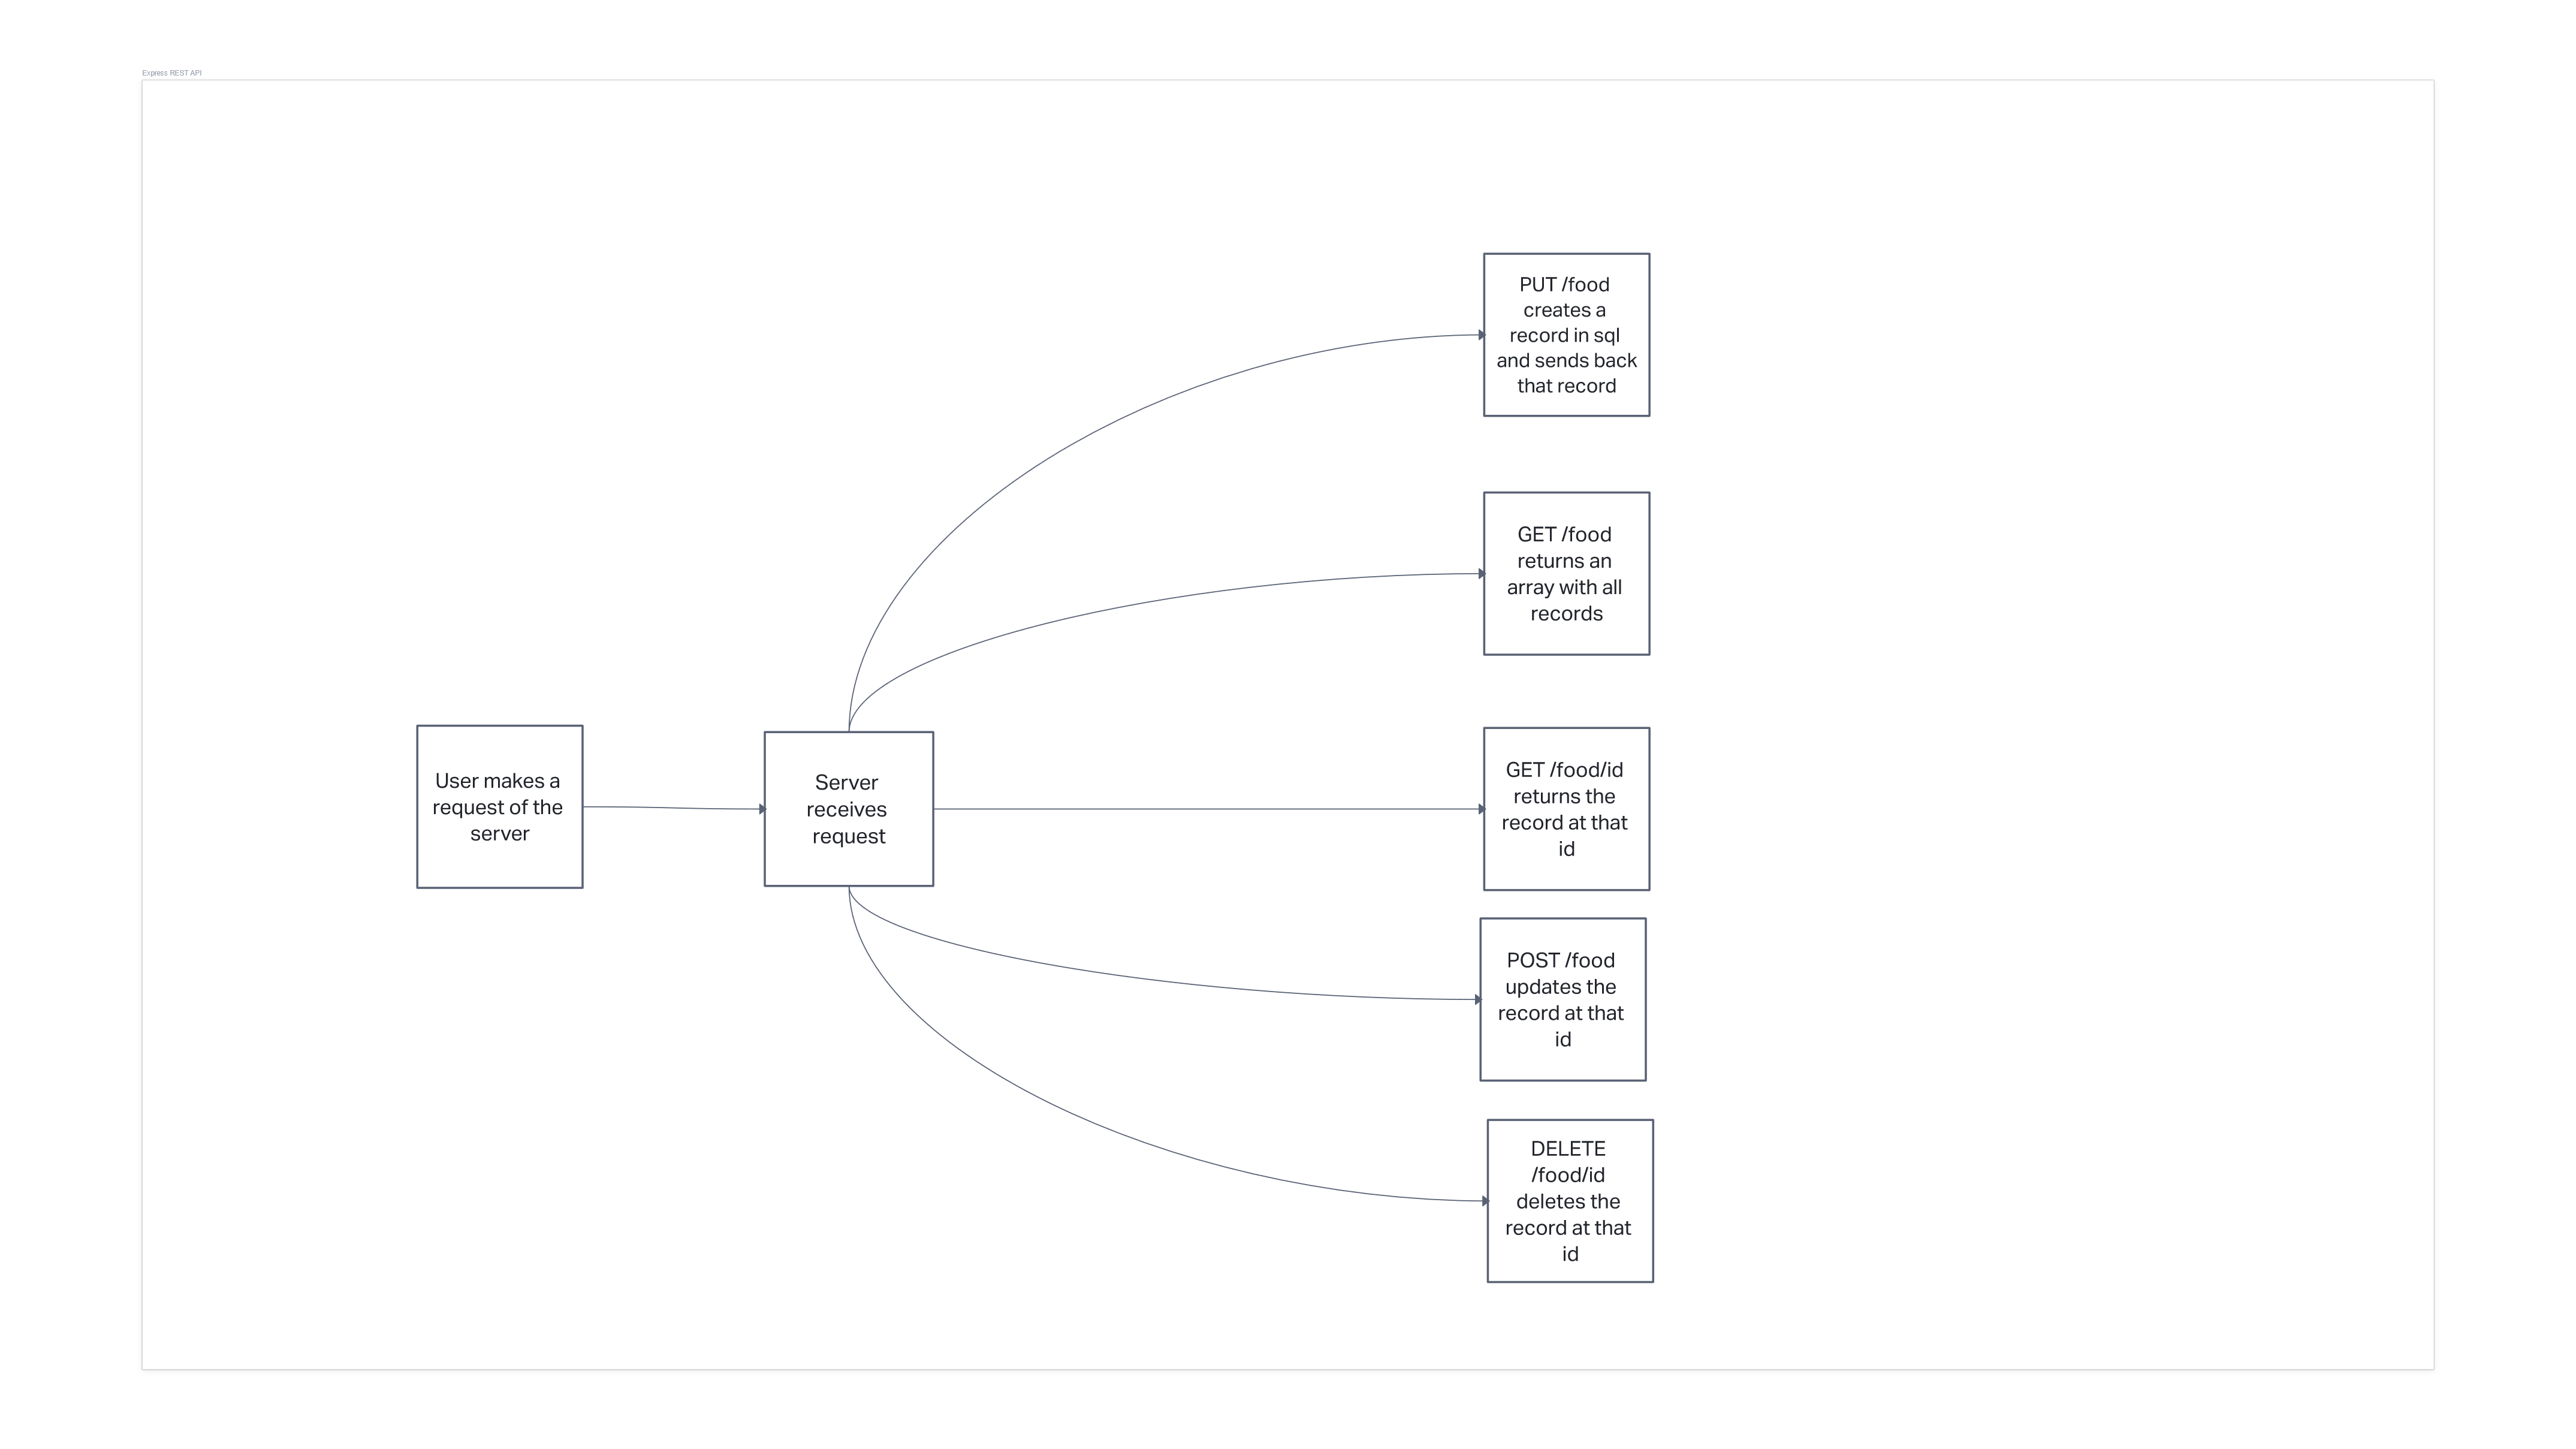 Express REST API
PUT /food
creates a
record in sql
and sends back
that record
GET /food
returns an
array with all
records
User makes a
request of the
server
Server
receives
request
GET /food/id
returns the
record at that
id
POST /food
updates the
record at that
id
DELETE
/food/id
deletes the
record at that
id